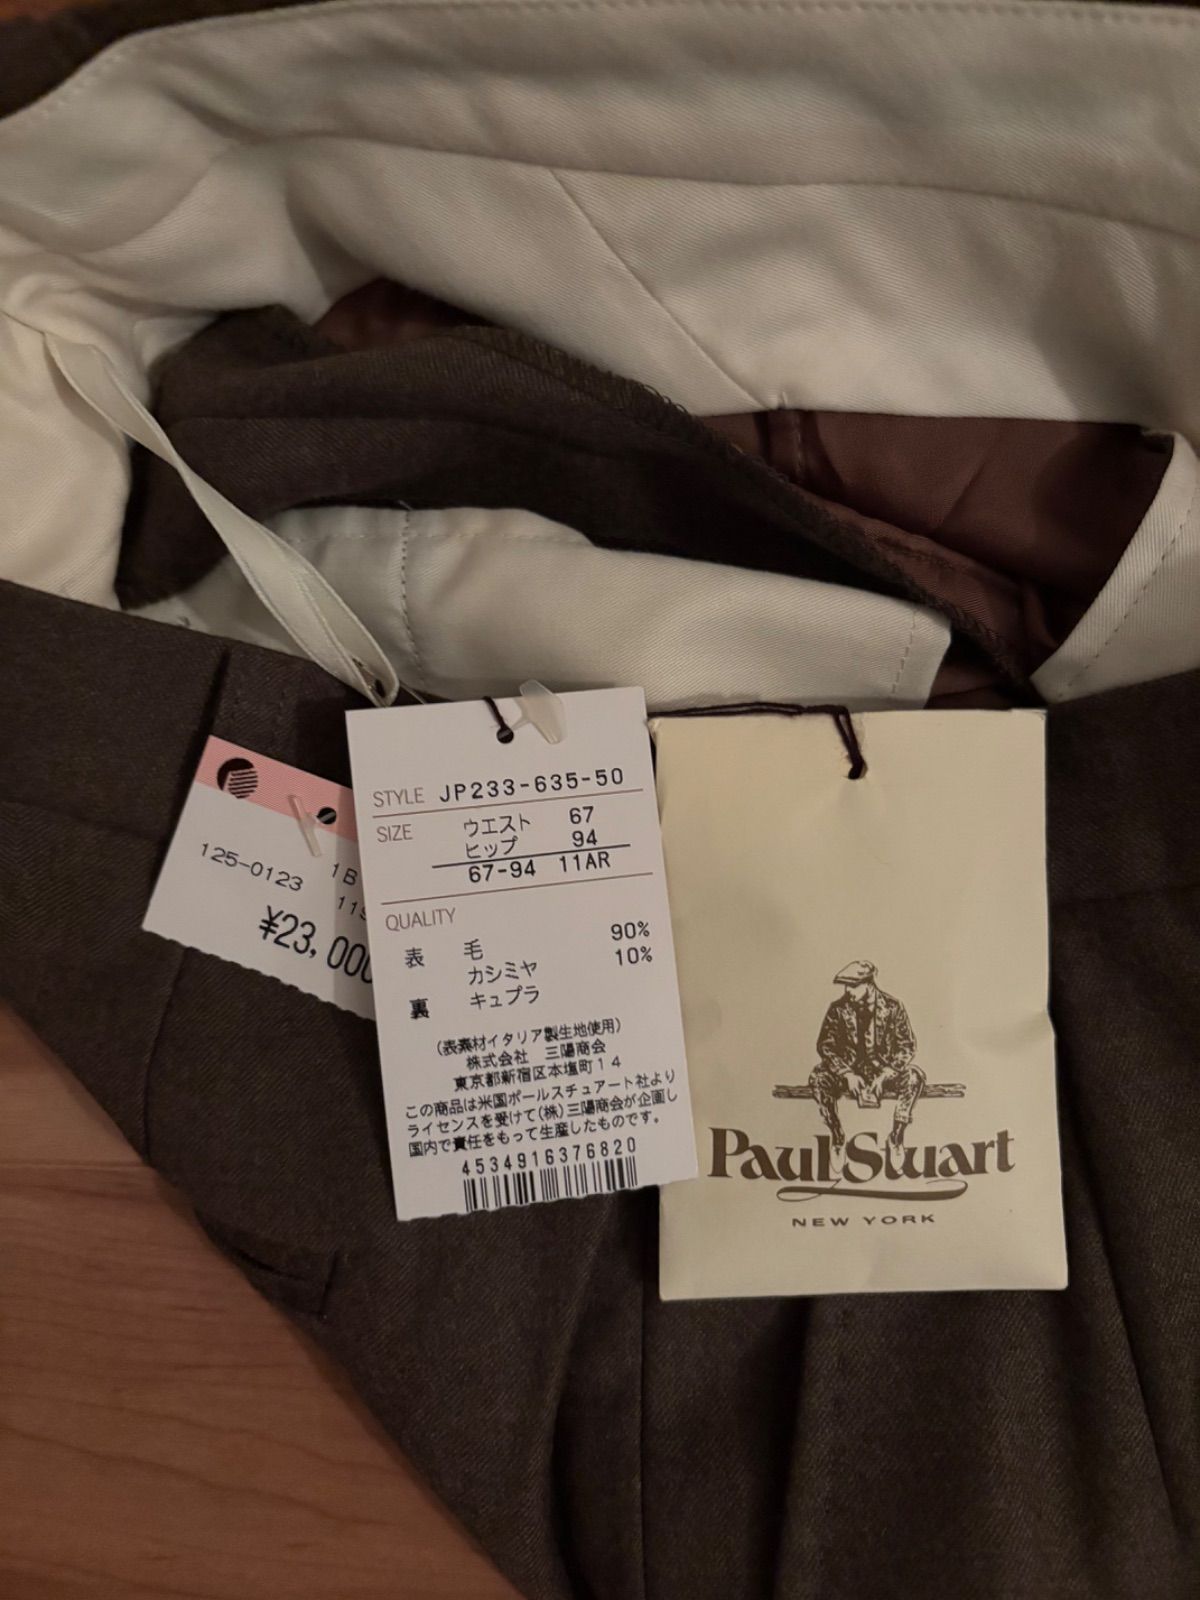 125-0123 1B
¥23,000
STYLE JP233-635-50
SIZE ウエスト 67
ヒップ 94
67-94 11AR
QUALITY
表 毛 90%
カシミヤ 10%
裏 キュプラ
(表素材イタリア製生地使用)
株式会社 三陽商会
東京都新宿区本塩町14
この商品は米国ポールスチュアート社より
ライセンスを受けて(株)三陽商会が企画し
国内で責任をもって生産したものです。
4534916376820
Paul Stuart
NEW YORK